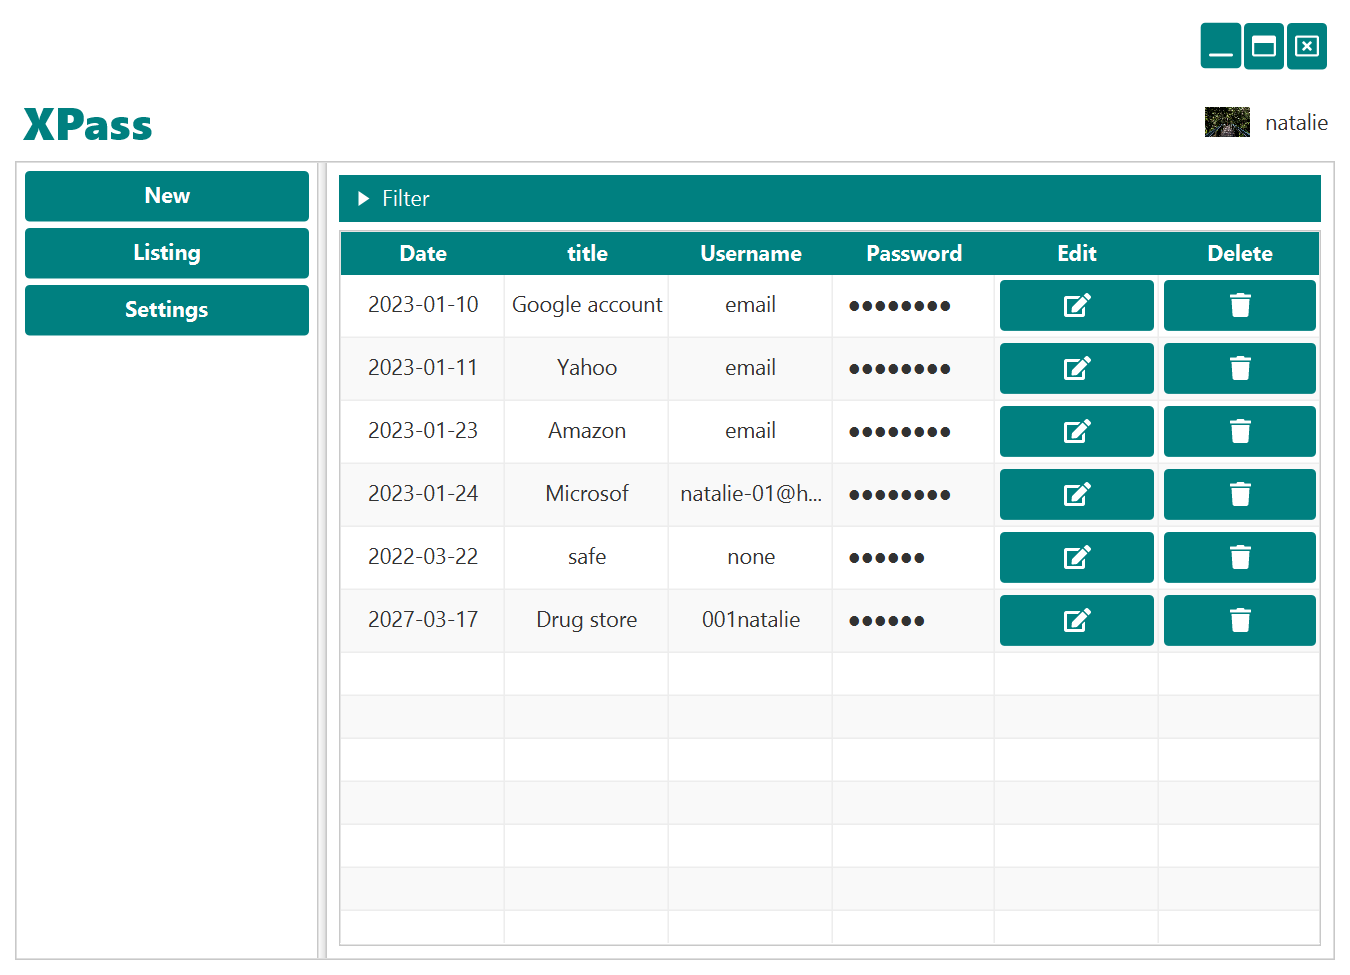 XPass
natalie
New
Listing
Settings
Filter
Date title Username Password Edit Delete
2023-01-10 Google account email ●●●●●●●●
2023-01-11 Yahoo email ●●●●●●●●
2023-01-23 Amazon email ●●●●●●●●
2023-01-24 Microsof natalie-01@h... ●●●●●●●●
2022-03-22 safe none ●●●●●●
2027-03-17 Drug store 001natalie ●●●●●●